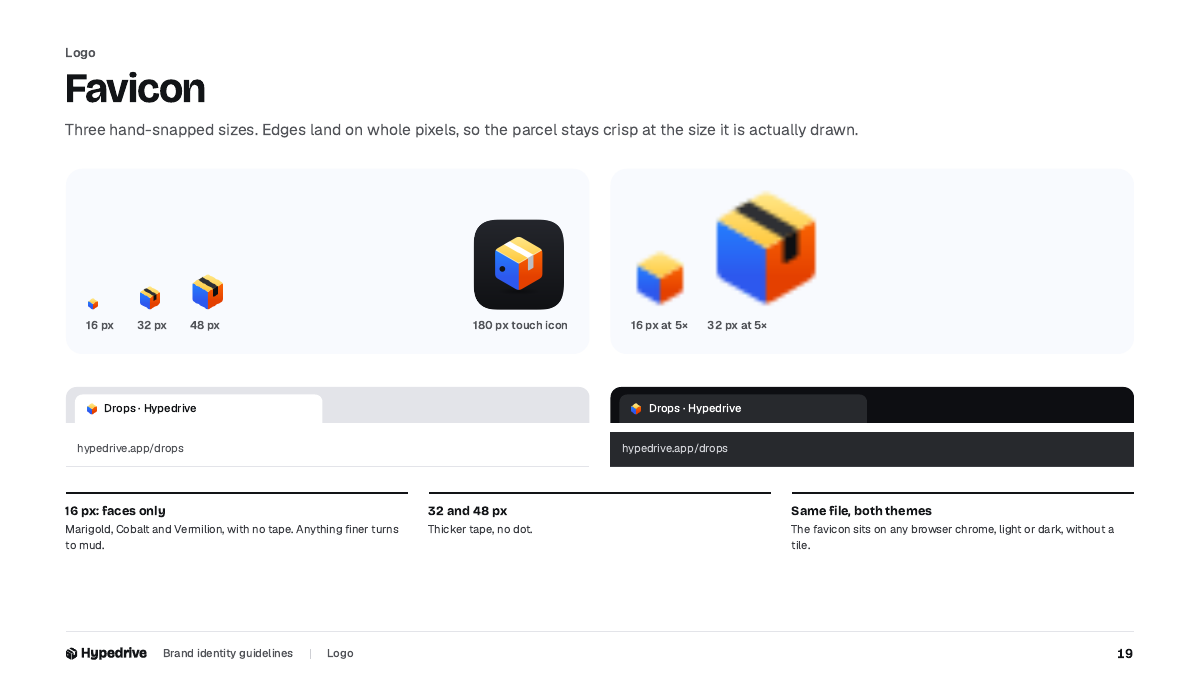 Logo
Favicon
Three hand-snapped sizes. Edges land on whole pixels, so the parcel stays crisp at the size it is actually drawn.
16 px
32 px
48 px
180 px touch icon
16 px at 5×
32 px at 5×
Drops · Hypedrive
hypedrive.app/drops
Drops · Hypedrive
hypedrive.app/drops
16 px: faces only
Marigold, Cobalt and Vermilion, with no tape. Anything finer turns
to mud.
32 and 48 px
Thicker tape, no dot.
Same file, both themes
The favicon sits on any browser chrome, light or dark, without a
tile.
Hypedrive
Brand identity guidelines
Logo
19